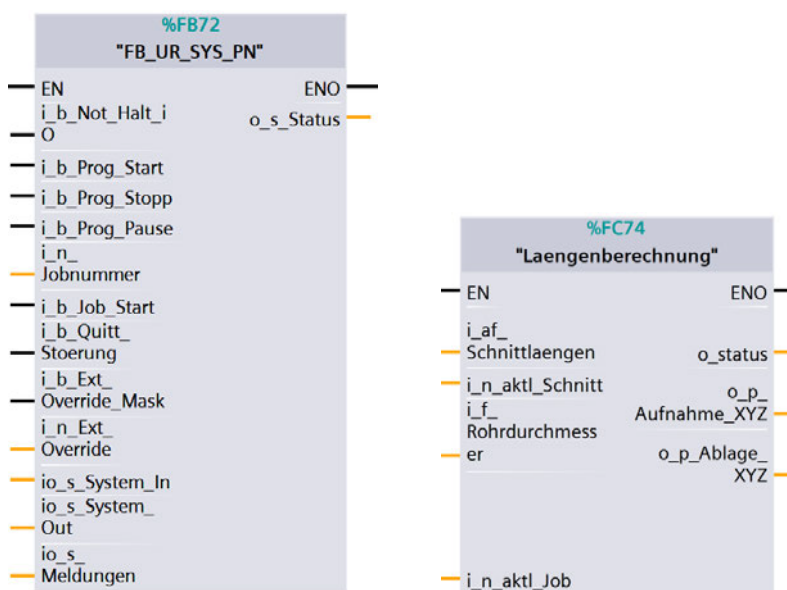 %FB72
"FB_UR_SYS_PN"
EN
ENO
i_b_Not_Halt_i
O
o_s_Status
i_b_Prog_Start
i_b_Prog_Stopp
i_b_Prog_Pause
i_n_
Jobnummer
i_b_Job_Start
i_b_Quitt_
Stoerung
i_b_Ext_
Override_Mask
i_n_Ext_
Override
io_s_System_In
io_s_System_
Out
io_s_
Meldungen
%FC74
"Laengenberechnung"
EN
ENO
i_af_
Schnittlaengen
o_status
i_n_aktl_Schnitt
o_p_
Aufnahme_XYZ
i_f_
Rohrdurchmess
er
o_p_Ablage_
XYZ
i_n_aktl_Job